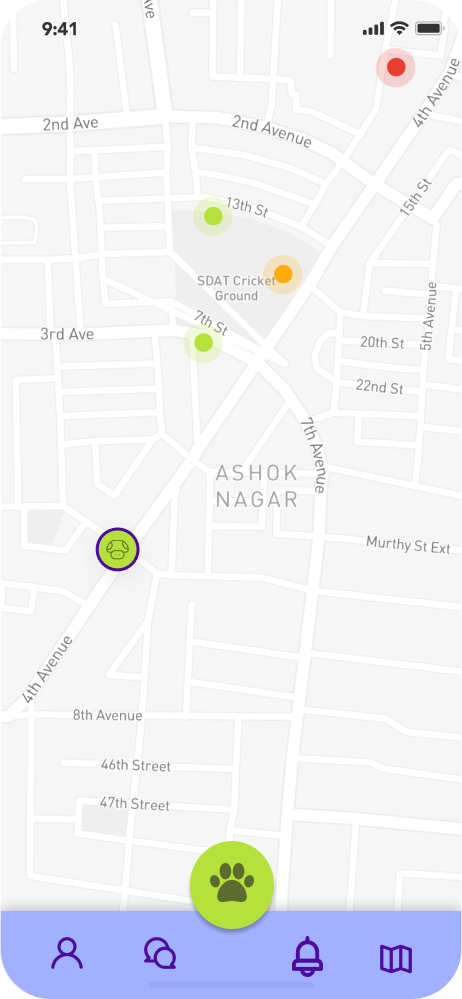 9:41
ve
4th Avenue
2nd Ave
2nd Avenue
15th St
13th St
SDAT Cricket
Ground
7th St
5th Avenue
3rd Ave
20th St
22nd St
7th Avenue
ASHOK
NAGAR
Murthy St Ext
4th Avenue
8th Avenue
46th Street
47th Street